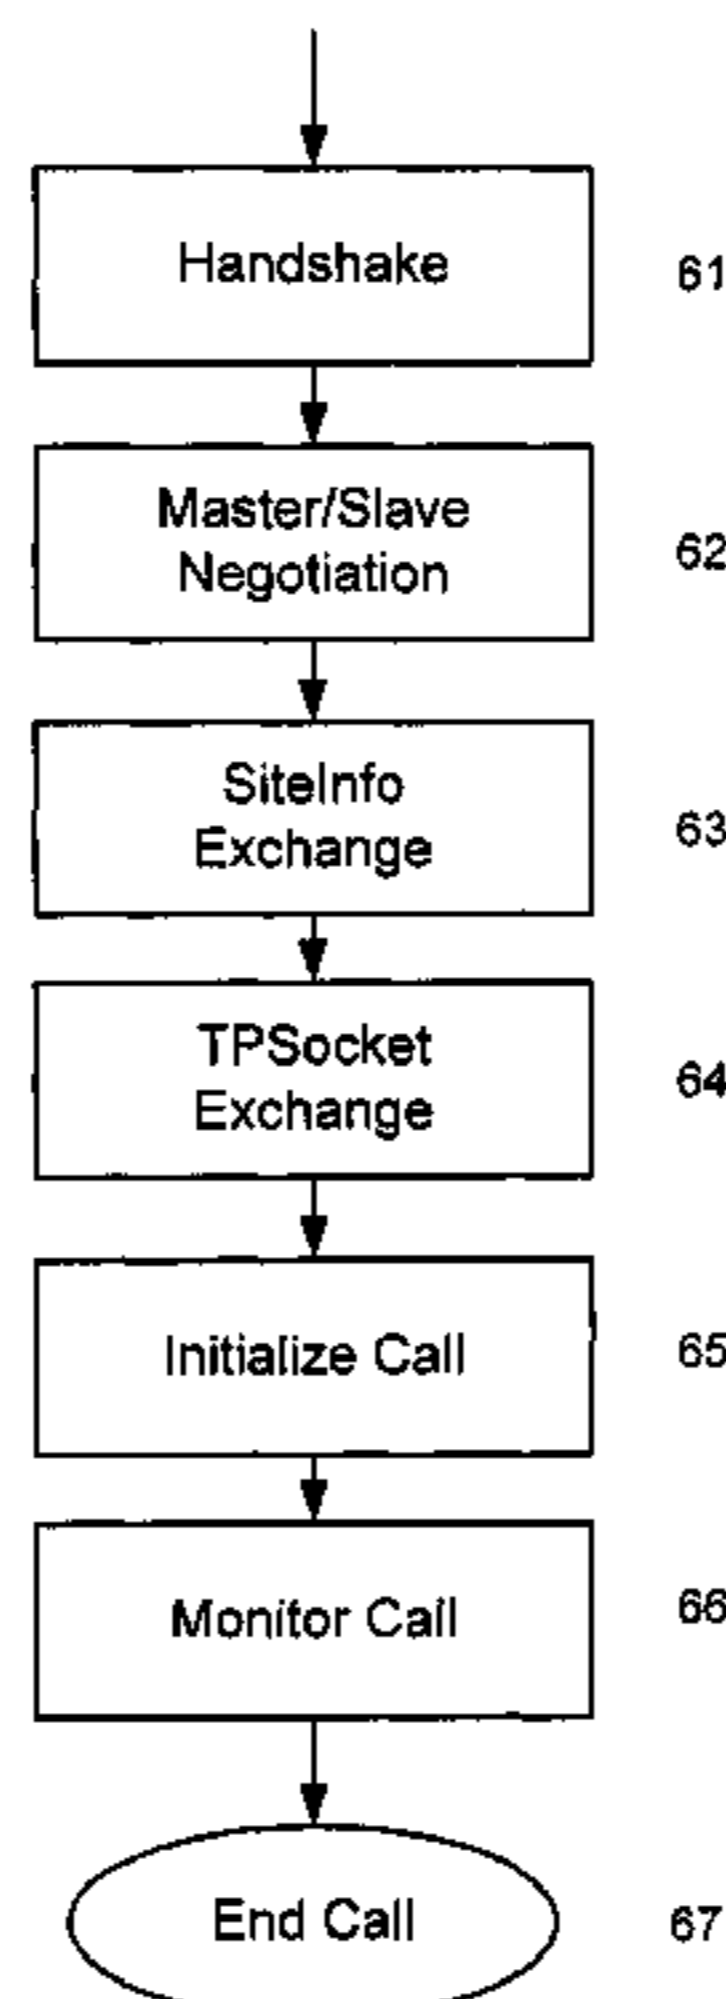 Handshake
61
Master/Slave
Negotiation
62
SiteInfo
Exchange
63
TPSocket
Exchange
64
Initialize Call
65
Monitor Call
66
End Call
67